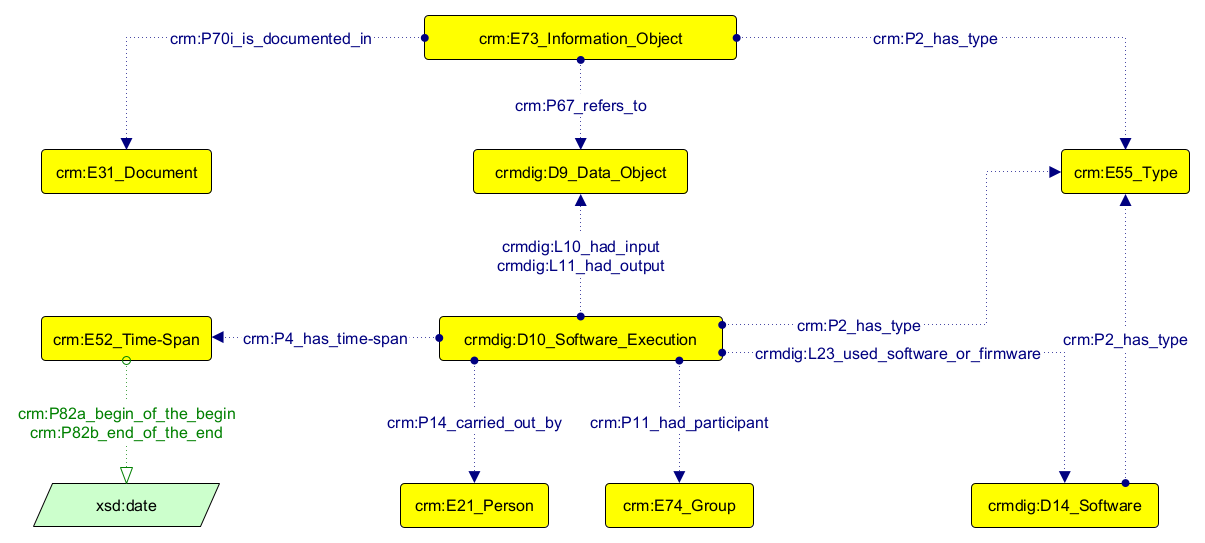 crm:P70i_is_documented_in
crm:E73_Information_Object
crm:P2_has_type
crm:P67_refers_to
crm:E31_Document
crmdig:D9_Data_Object
crm:E55_Type
crmdig:L10_had_input
crmdig:L11_had_output
crm:E52_Time-Span
crm:P4_has_time-span
crmdig:D10_Software_Execution
crm:P2_has_type
crmdig:L23_used_software_or_firmware
crm:P2_has_type
crm:P82a_begin_of_the_begin
crm:P82b_end_of_the_end
crm:P14_carried_out_by
crm:P11_had_participant
xsd:date
crm:E21_Person
crm:E74_Group
crmdig:D14_Software